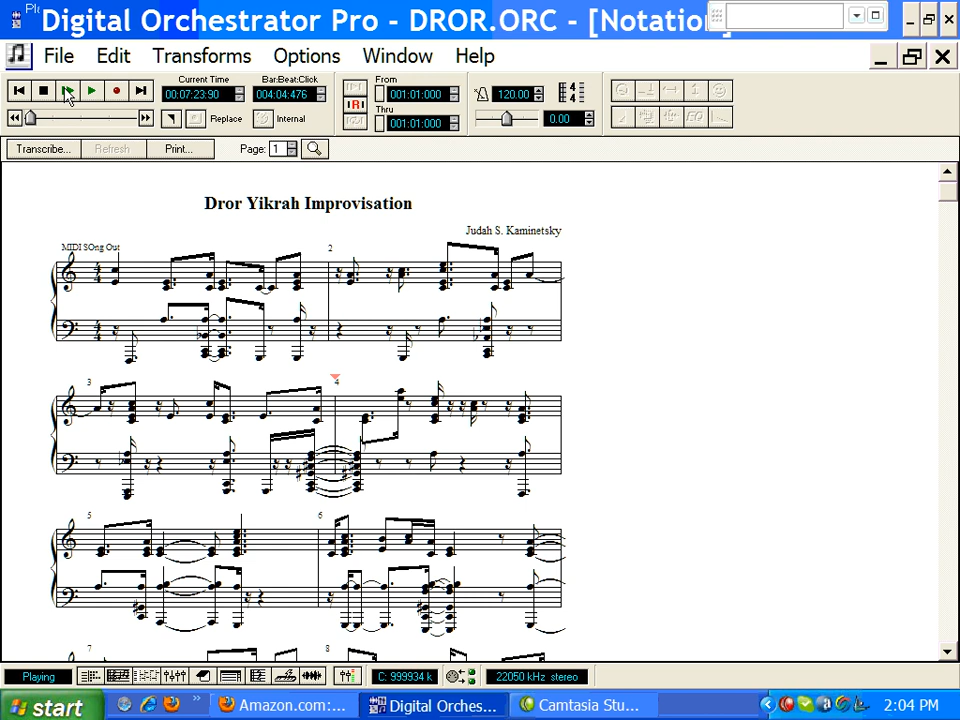 Digital Orchestrator Pro - DROR.ORC - [Notation]
File Edit Transforms Options Window Help
Current Time Bar:Beat:Click From
00:07:23:90 004:04:476 001:01:000 120.00 4 4
Replace Internal Thru 001:01:000 0.00
Transcribe... Refresh Print... Page: 1
Dror Yikrah Improvisation
Judah S. Kaminetsky
MIDI SOng Out
2
3 4
5 6
7 8
Playing C: 999934 k 22050 kHz stereo
start Amazon.com:... Digital Orches... Camtasia Stu... 2:04 PM